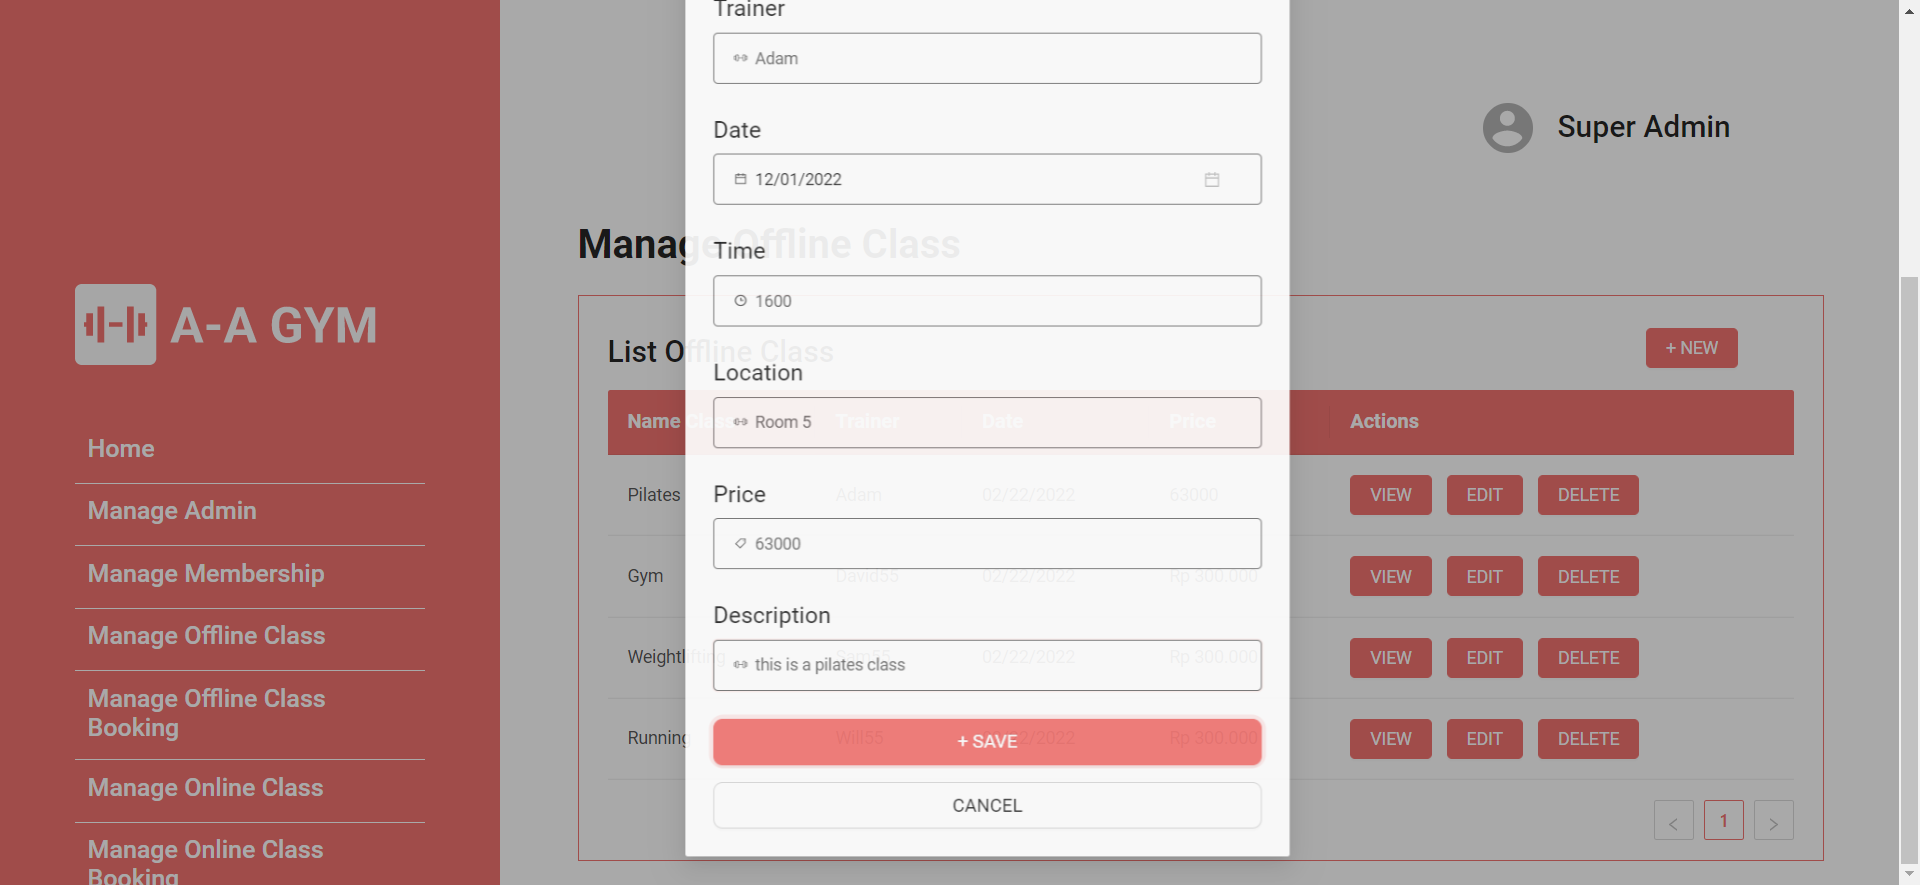 A-A GYM
Home
Manage Admin
Manage Membership
Manage Offline Class
Manage Offline Class
Booking
Manage Online Class
Manage Online Class
Booking
Super Admin
Manage Offline Class
List Offline Class
+ NEW
Name Class Trainer Date Price Actions
Pilates Adam 02/22/2022 63000 VIEW EDIT DELETE
Gym David55 02/22/2022 Rp 300.000 VIEW EDIT DELETE
Weightlifting Sam55 02/22/2022 Rp 300.000 VIEW EDIT DELETE
Running Will55 02/22/2022 Rp 300.000 VIEW EDIT DELETE
< 1 >
Trainer
Adam
Date
12/01/2022
Time
1600
Location
Room 5
Price
63000
Description
this is a pilates class
+ SAVE
CANCEL